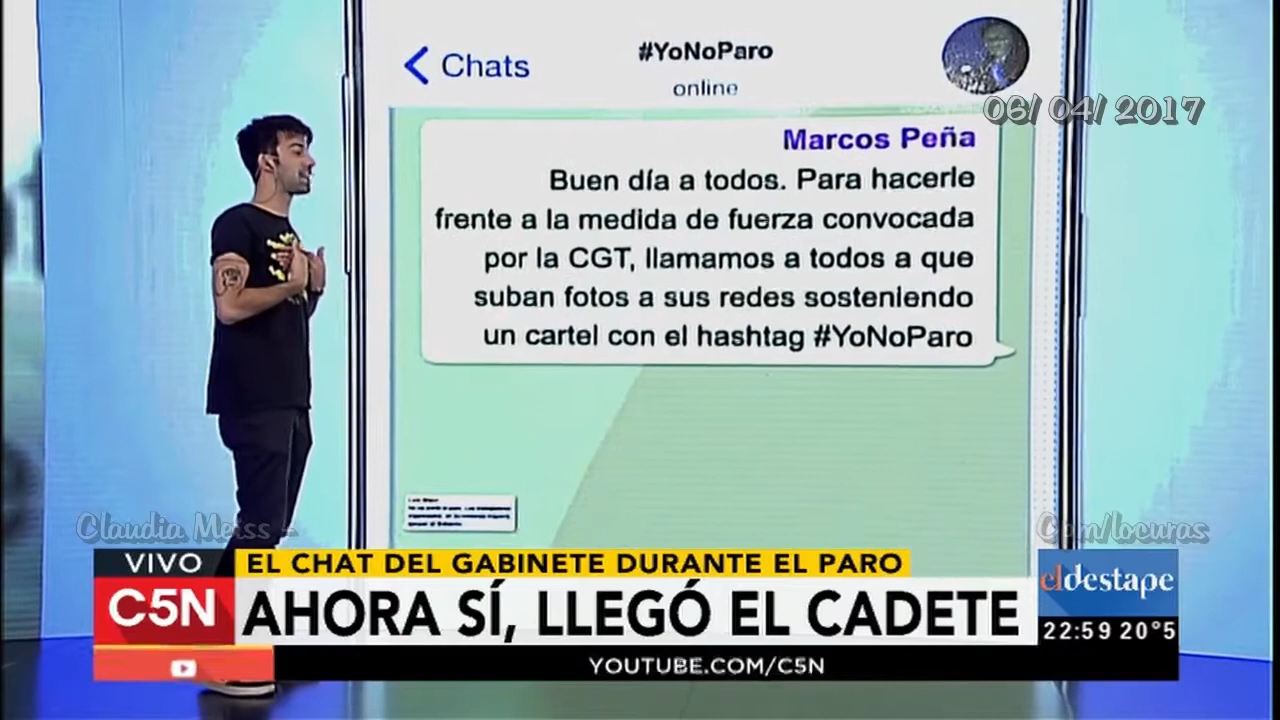 Chats
#YoNoParo
online
06/ 04/ 2017
Marcos Peña
Buen día a todos. Para hacerle
frente a la medida de fuerza convocada
por la CGT, llamamos a todos a que
suban fotos a sus redes sosteniendo
un cartel con el hashtag #YoNoParo
Claudia Meiss -
Com/locuras
VIVO
EL CHAT DEL GABINETE DURANTE EL PARO
eldestape
C5N
AHORA SÍ, LLEGÓ EL CADETE
22:59 20°5
YOUTUBE.COM/C5N